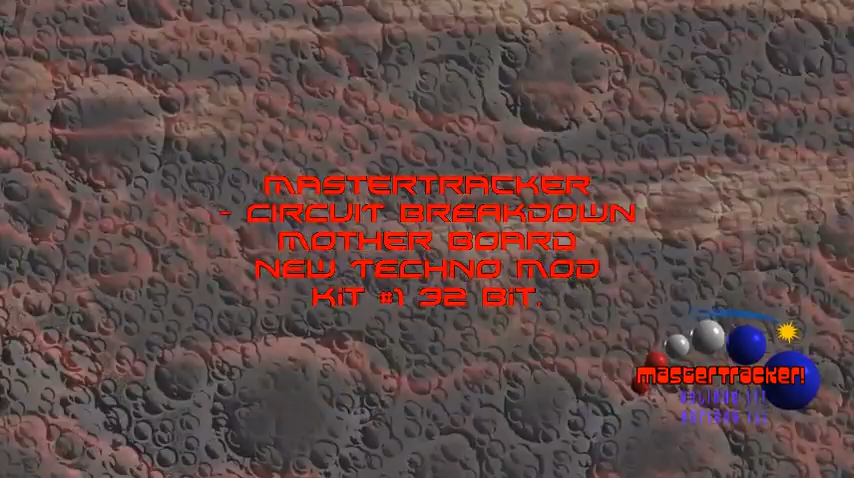 MASTERTRACKER
- CIRCUIT BREAKDOWN
MOTHER BOARD
NEW TECHNO MOD
KIT #1 32 BIT.
mastertracker!